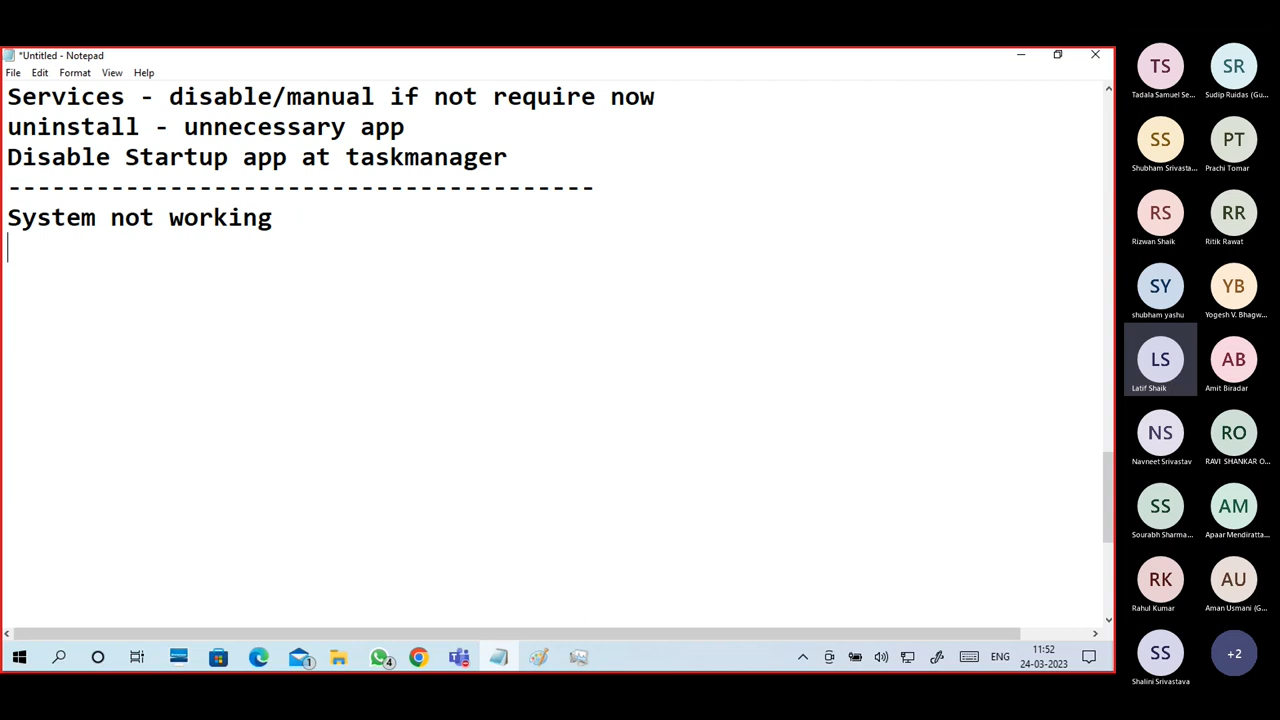 *Untitled - Notepad
File Edit Format View Help
Services - disable/manual if not require now
uninstall - unnecessary app
Disable Startup app at taskmanager
----------------------------------------
System not working
TS SR
Tadala Samuel Se... Sudip Ruidas (Gu...
SS PT
Shubham Srivasta... Prachi Tomar
RS RR
Rizwan Shaik Ritik Rawat
SY YB
shubham yashu Yogesh V. Bhagw...
LS AB
Latif Shaik Amit Biradar
NS RO
Navneet Srivastav RAVI SHANKAR O...
SS AM
Sourabh Sharma... Apaar Mendiratta...
RK AU
Rahul Kumar Aman Usmani (G...
SS +2
Shalini Srivastava
1 4 ENG 11:52
24-03-2023